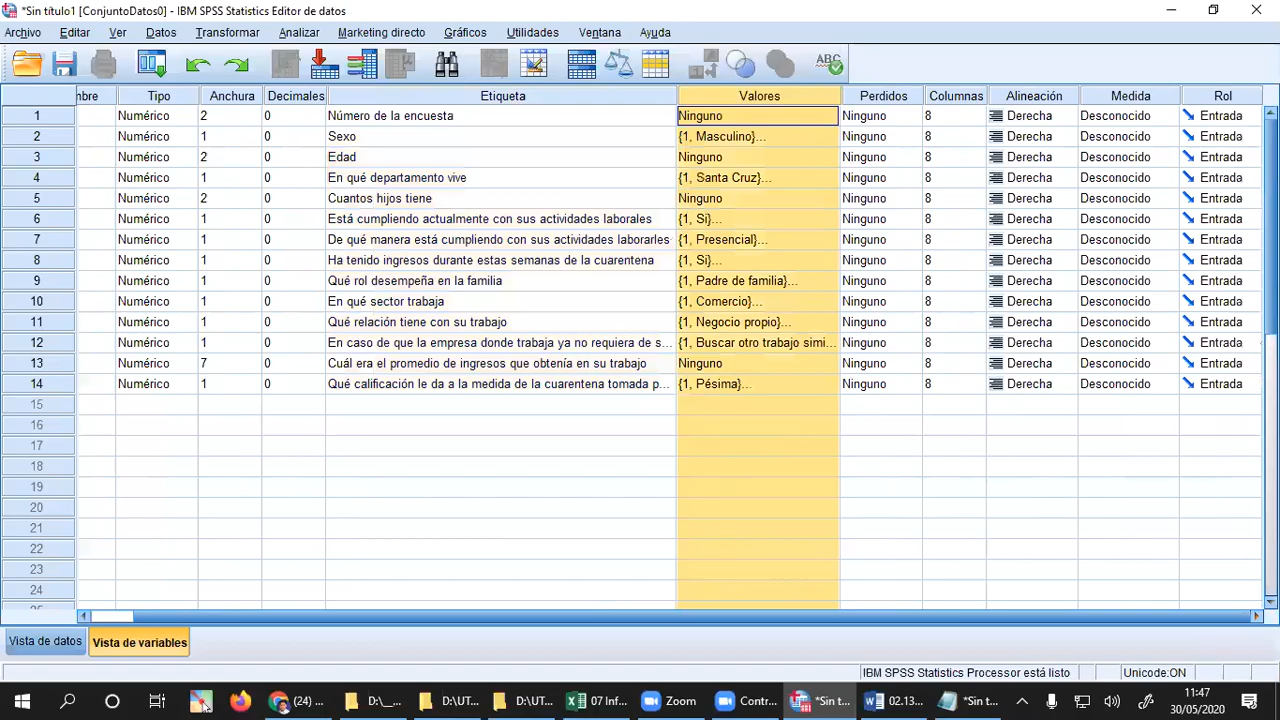 *Sin título1 [ConjuntoDatos0] - IBM SPSS Statistics Editor de datos
Archivo Editar Ver Datos Transformar Analizar Marketing directo Gráficos Utilidades Ventana Ayuda
ABC
nbre Tipo Anchura Decimales Etiqueta Valores Perdidos Columnas Alineación Medida Rol
1 Numérico 2 0 Número de la encuesta Ninguno Ninguno 8 Derecha Desconocido Entrada
2 Numérico 1 0 Sexo {1, Masculino}... Ninguno 8 Derecha Desconocido Entrada
3 Numérico 2 0 Edad Ninguno Ninguno 8 Derecha Desconocido Entrada
4 Numérico 1 0 En qué departamento vive {1, Santa Cruz}... Ninguno 8 Derecha Desconocido Entrada
5 Numérico 2 0 Cuantos hijos tiene Ninguno Ninguno 8 Derecha Desconocido Entrada
6 Numérico 1 0 Está cumpliendo actualmente con sus actividades laborales {1, Si}... Ninguno 8 Derecha Desconocido Entrada
7 Numérico 1 0 De qué manera está cumpliendo con sus actividades laborarles {1, Presencial}... Ninguno 8 Derecha Desconocido Entrada
8 Numérico 1 0 Ha tenido ingresos durante estas semanas de la cuarentena {1, Si}... Ninguno 8 Derecha Desconocido Entrada
9 Numérico 1 0 Qué rol desempeña en la familia {1, Padre de familia}... Ninguno 8 Derecha Desconocido Entrada
10 Numérico 1 0 En qué sector trabaja {1, Comercio}... Ninguno 8 Derecha Desconocido Entrada
11 Numérico 1 0 Qué relación tiene con su trabajo {1, Negocio propio}... Ninguno 8 Derecha Desconocido Entrada
12 Numérico 1 0 En caso de que la empresa donde trabaja ya no requiera de s... {1, Buscar otro trabajo simi... Ninguno 8 Derecha Desconocido Entrada
13 Numérico 7 0 Cuál era el promedio de ingresos que obtenía en su trabajo Ninguno Ninguno 8 Derecha Desconocido Entrada
14 Numérico 1 0 Qué calificación le da a la medida de la cuarentena tomada p... {1, Pésima}... Ninguno 8 Derecha Desconocido Entrada
15
16
17
18
19
20
21
22
23
24
Vista de datos Vista de variables
IBM SPSS Statistics Processor está listo Unicode:ON
(24) ... D:\__... D:\UT... D:\UT... 07 Inf... Zoom Contr... *Sin t... 02.13... *Sin t... 11:47
30/05/2020